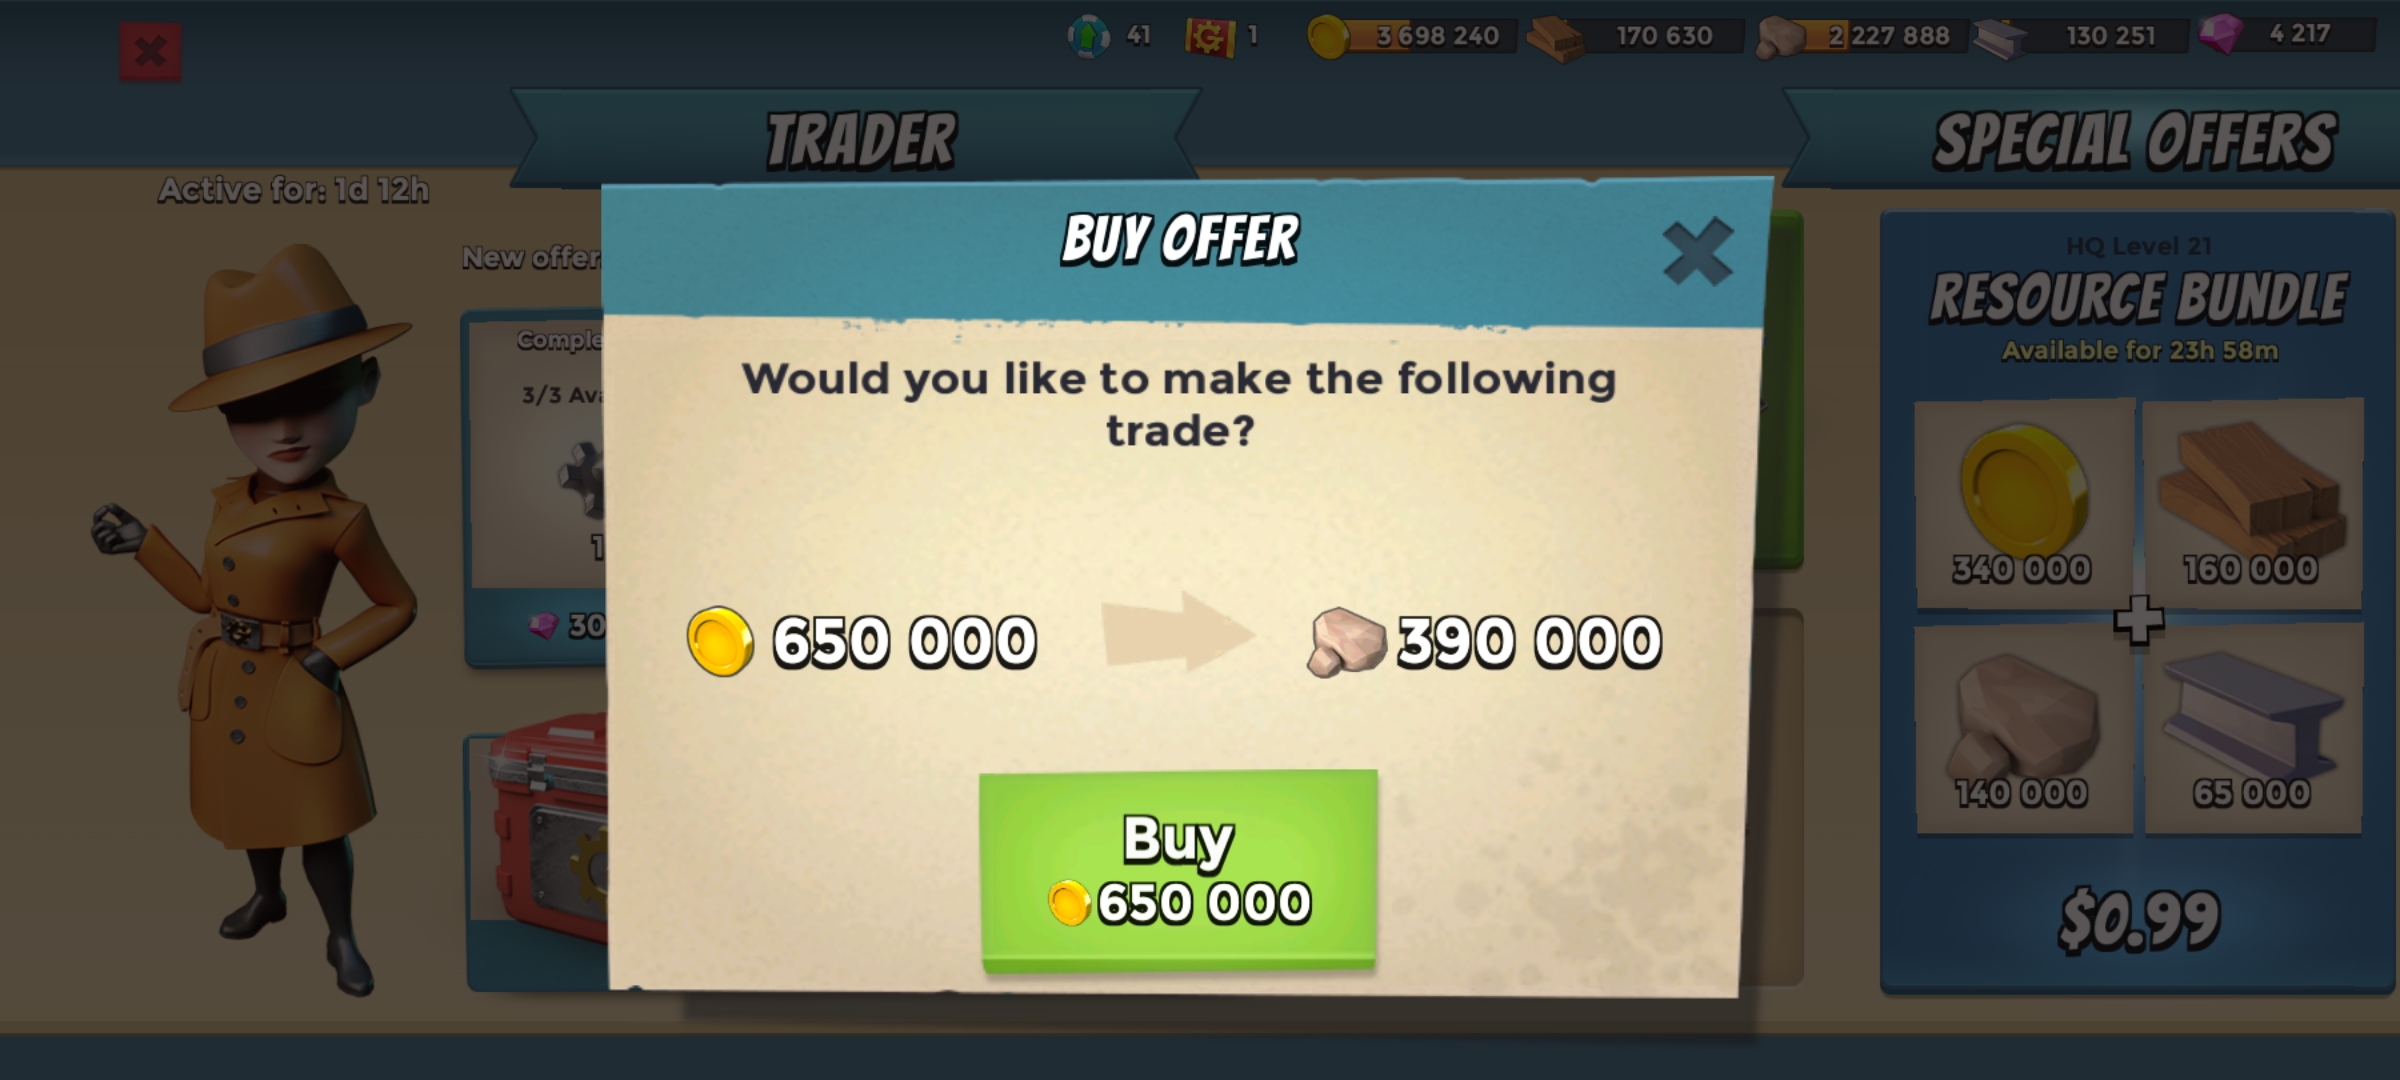 41
1
3 698 240
170 630
2 227 888
130 251
4 217
TRADER
SPECIAL OFFERS
Active for: 1d 12h
New offer
Comple
3/3 Ava
1
30
BUY OFFER
Would you like to make the following
trade?
650 000
390 000
Buy
650 000
HQ Level 21
RESOURCE BUNDLE
Available for 23h 58m
340 000
160 000
140 000
65 000
$0.99